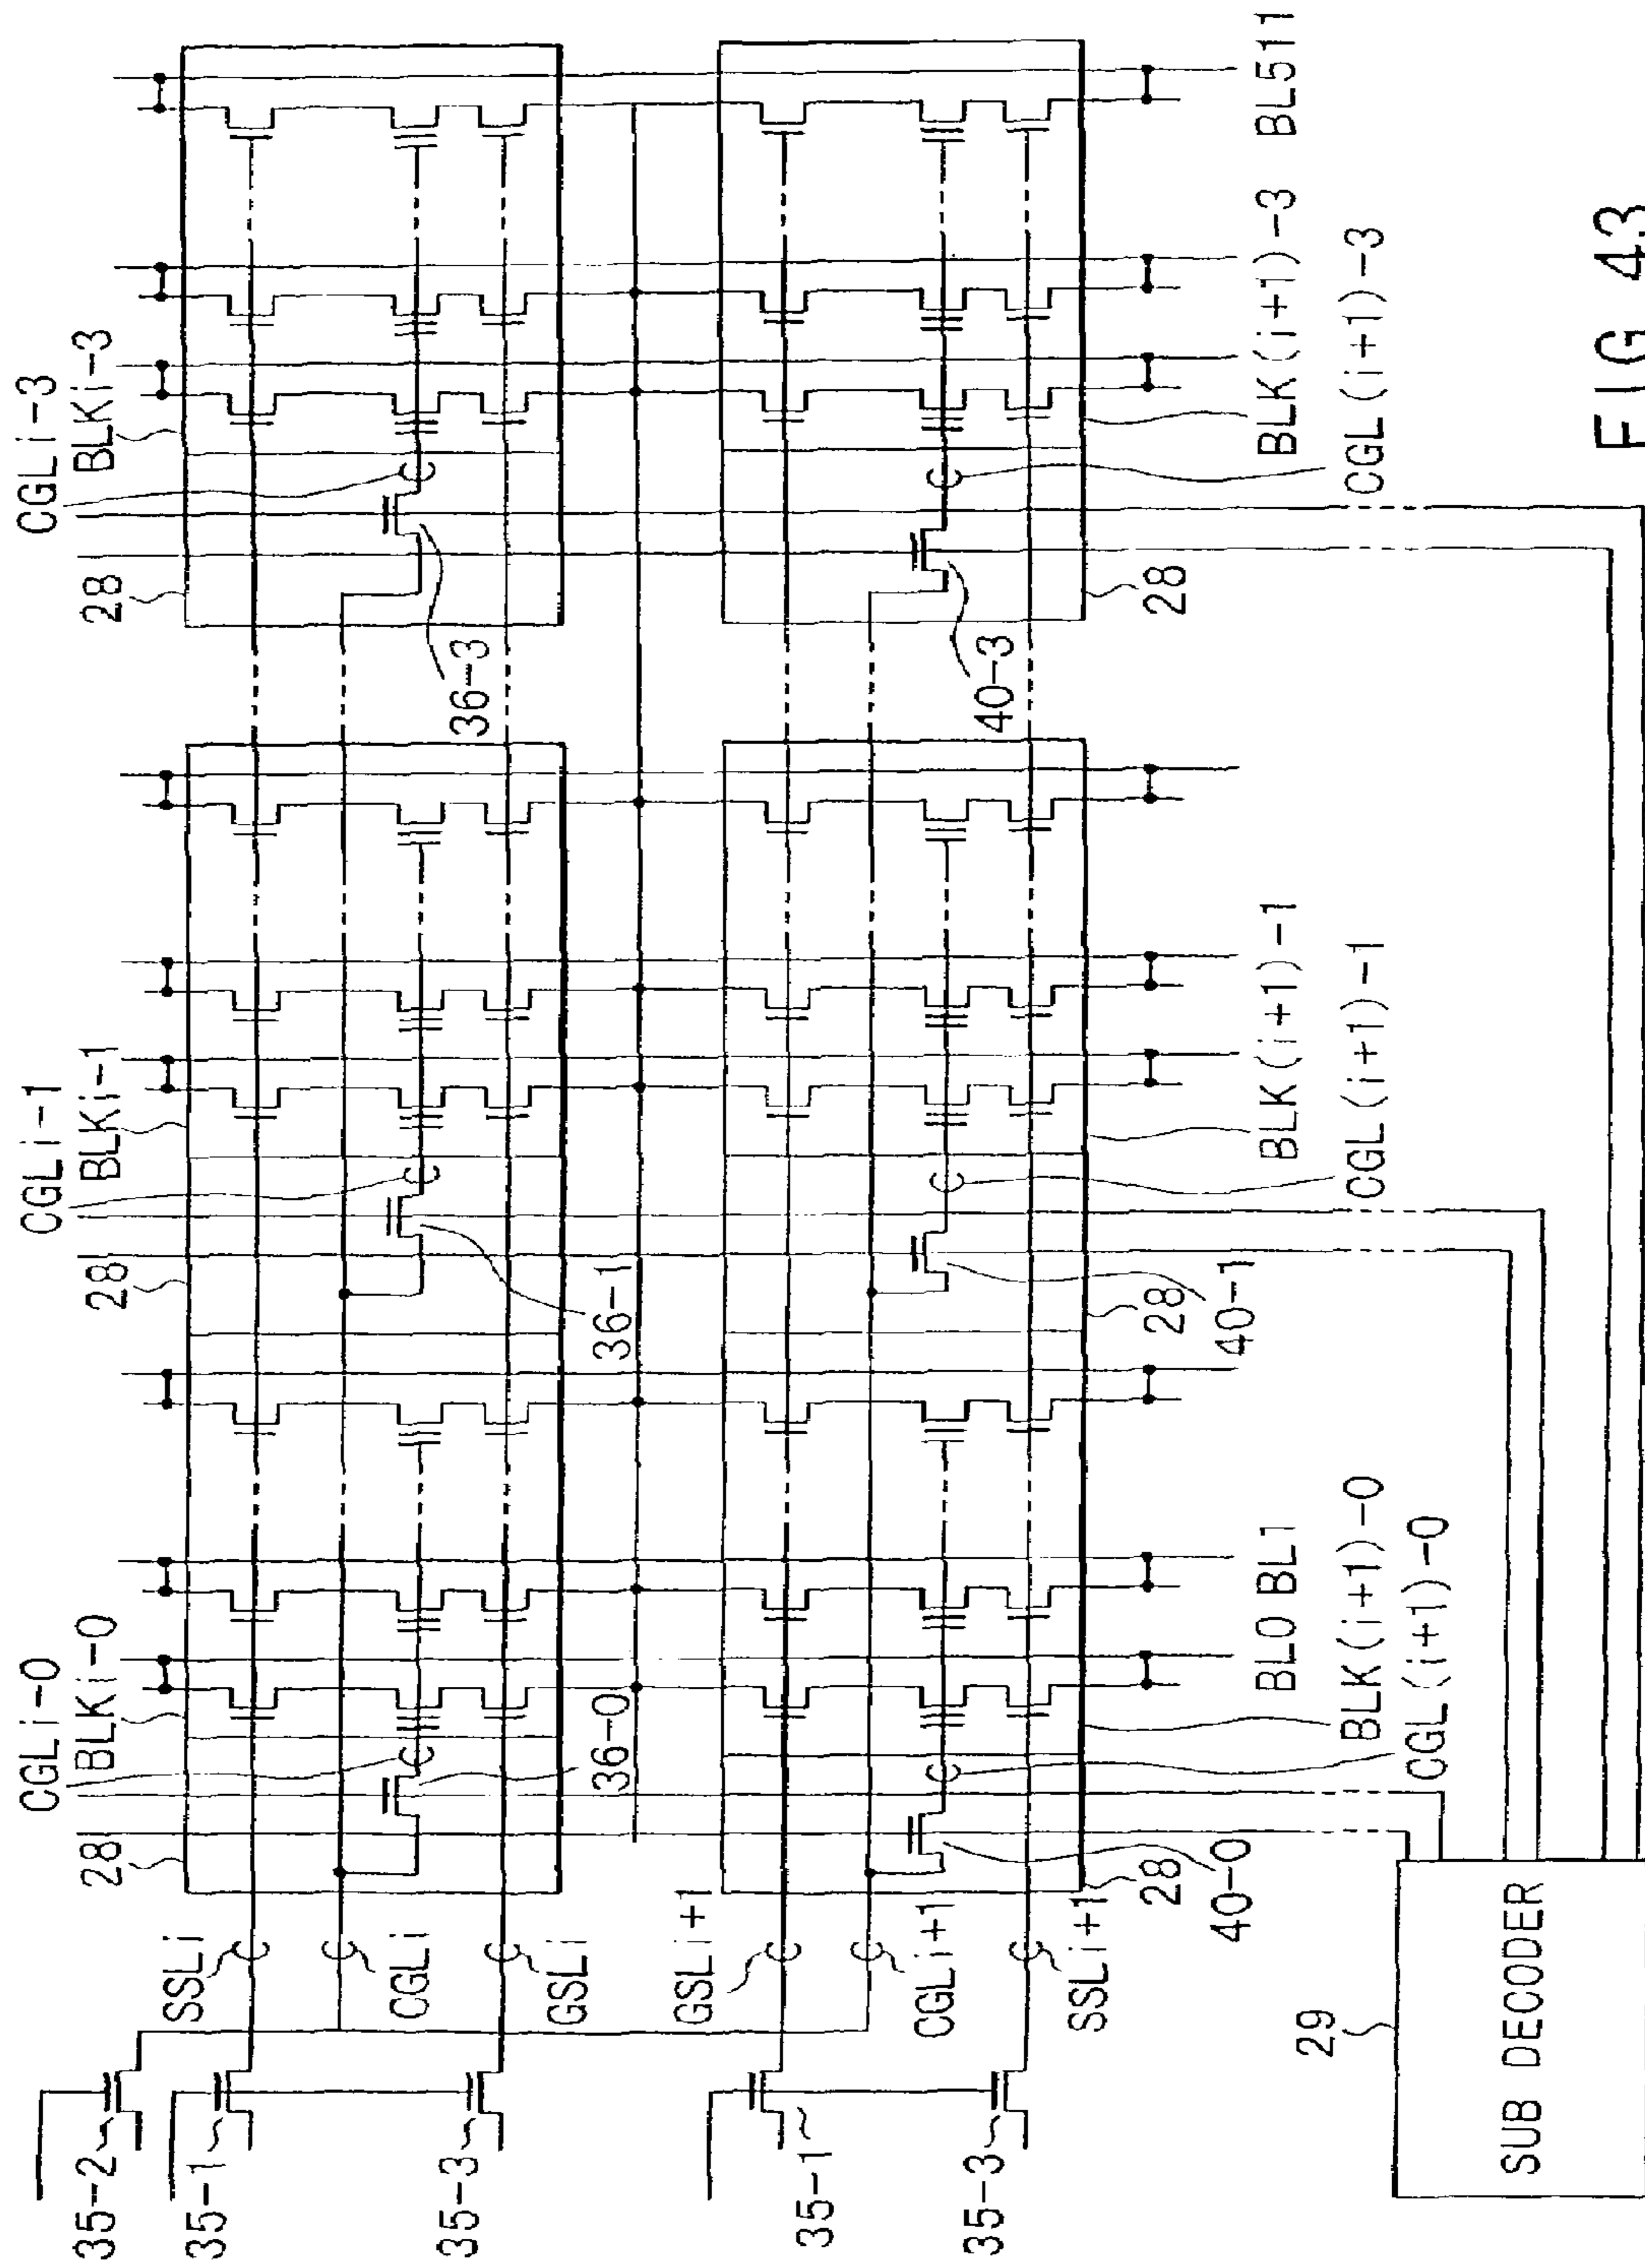 CGLi-0
BLKi-0
28
CGLi-1
BLKi-1
28
CGLi-3
BLKi-3
28
35-2
35-1
35-3
SSLi
CGLi
GSLi
36-0
36-1
36-3
35-1
35-3
GSLi+1
CGLi+1
SSLi+1
28
40-0
28
40-1
28
40-3
BL0 BL1
BL511
BLK(i+1)-0
CGL(i+1)-0
BLK(i+1)-1
CGL(i+1)-1
BLK(i+1)-3
CGL(i+1)-3
29
SUB DECODER
FIG. 43